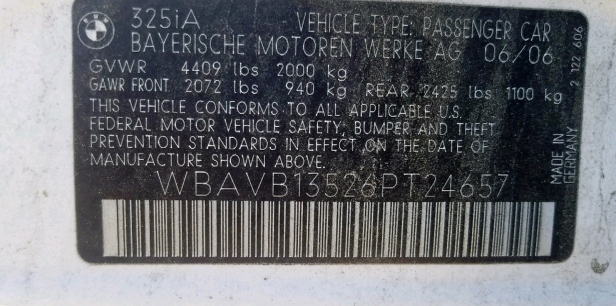 325iA VEHICLE TYPE: PASSENGER CAR
BAYERISCHE MOTOREN WERKE AG 06/06
GVWR 4409 lbs 2000 kg
GAWR FRONT 2072 lbs 940 kg REAR 2425 lbs 1100 kg
THIS VEHICLE CONFORMS TO ALL APPLICABLE U.S.
FEDERAL MOTOR VEHICLE SAFETY, BUMPER AND THEFT
PREVENTION STANDARDS IN EFFECT ON THE DATE OF
MANUFACTURE SHOWN ABOVE.
WBAVB13526PT24657
MADE IN
GERMANY
2 122 606
BMW